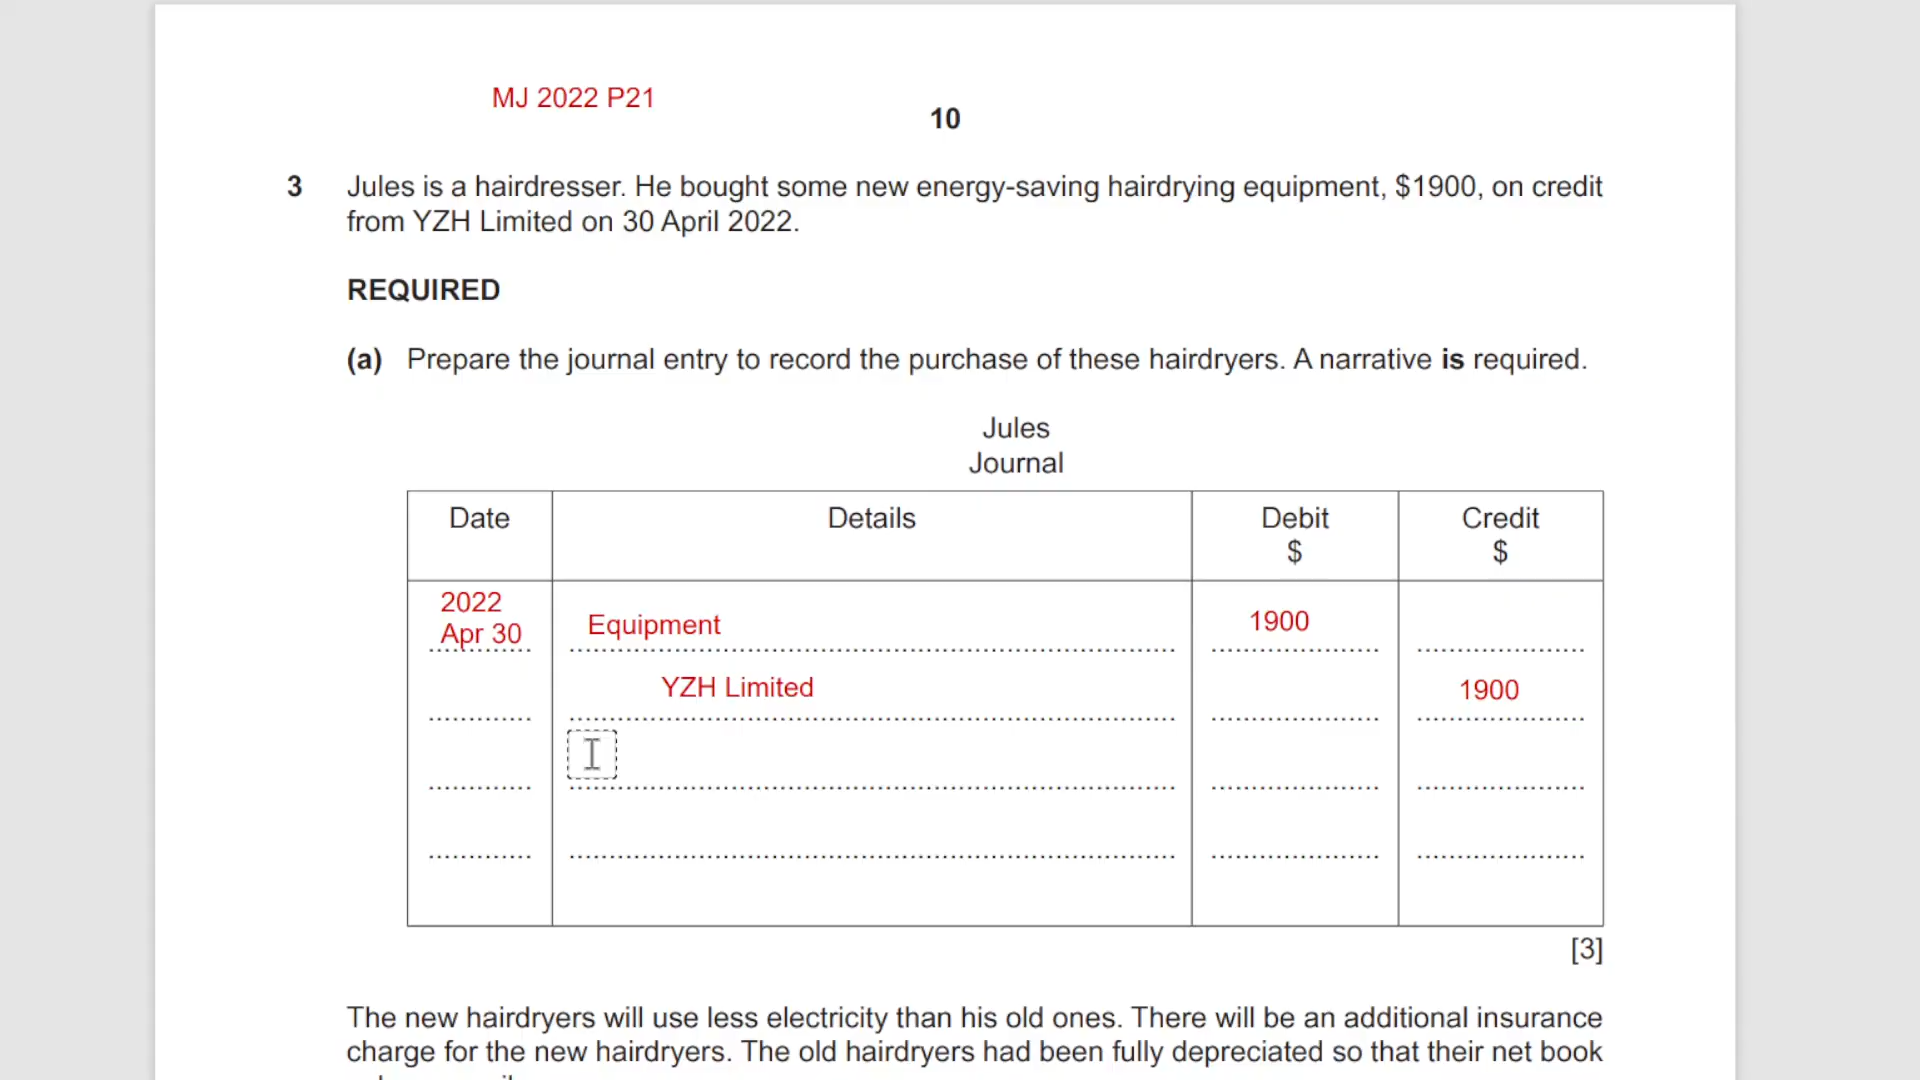 MJ 2022 P21
10
3 Jules is a hairdresser. He bought some new energy-saving hairdrying equipment, $1900, on credit
from YZH Limited on 30 April 2022.
REQUIRED
(a) Prepare the journal entry to record the purchase of these hairdryers. A narrative is required.
Jules
Journal
Date Details Debit Credit
$ $
2022
Apr 30 Equipment 1900
YZH Limited 1900
[3]
The new hairdryers will use less electricity than his old ones. There will be an additional insurance
charge for the new hairdryers. The old hairdryers had been fully depreciated so that their net book